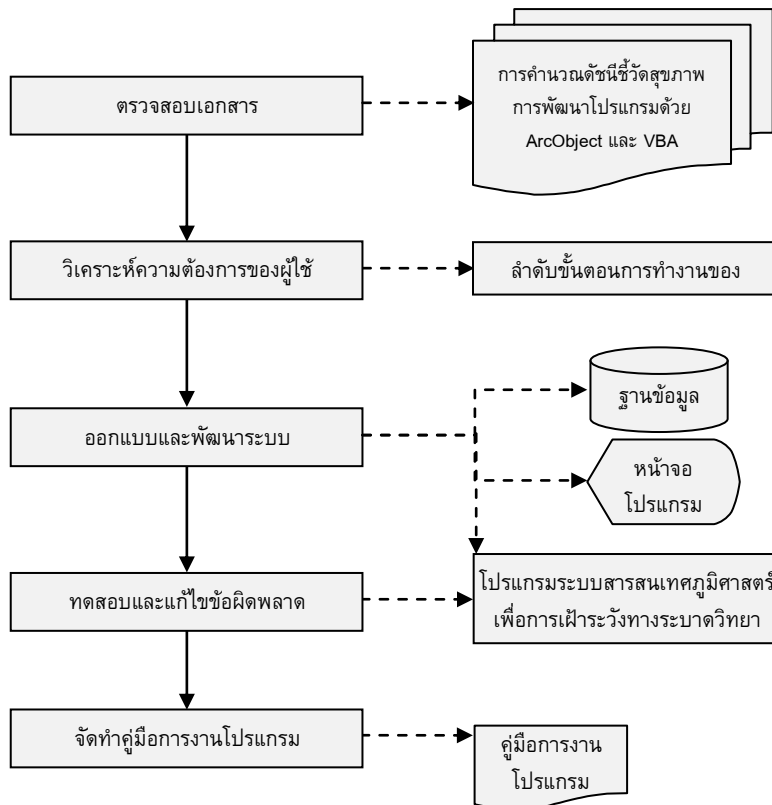 ตรวจสอบเอกสาร
การคำนวณดัชนีชี้วัดสุขภาพ
การพัฒนาโปรแกรมด้วย
ArcObject และ VBA
วิเคราะห์ความต้องการของผู้ใช้
ลำดับขั้นตอนการทำงานของ
ออกแบบและพัฒนาระบบ
ฐานข้อมูล
หน้าจอ
โปรแกรม
ทดสอบและแก้ไขข้อผิดพลาด
โปรแกรมระบบสารสนเทศภูมิศาสตร์
เพื่อการเฝ้าระวังทางระบาดวิทยา
จัดทำคู่มือการงานโปรแกรม
คู่มือการงาน
โปรแกรม